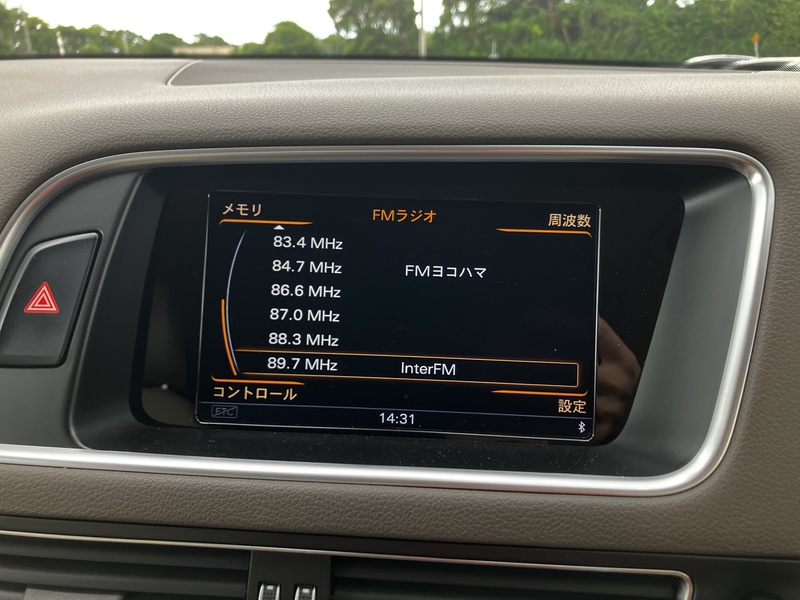 メモリ FMラジオ 周波数
83.4 MHz
84.7 MHz FMヨコハマ
86.6 MHz
87.0 MHz
88.3 MHz
89.7 MHz InterFM
コントロール 設定
ETC 14:31